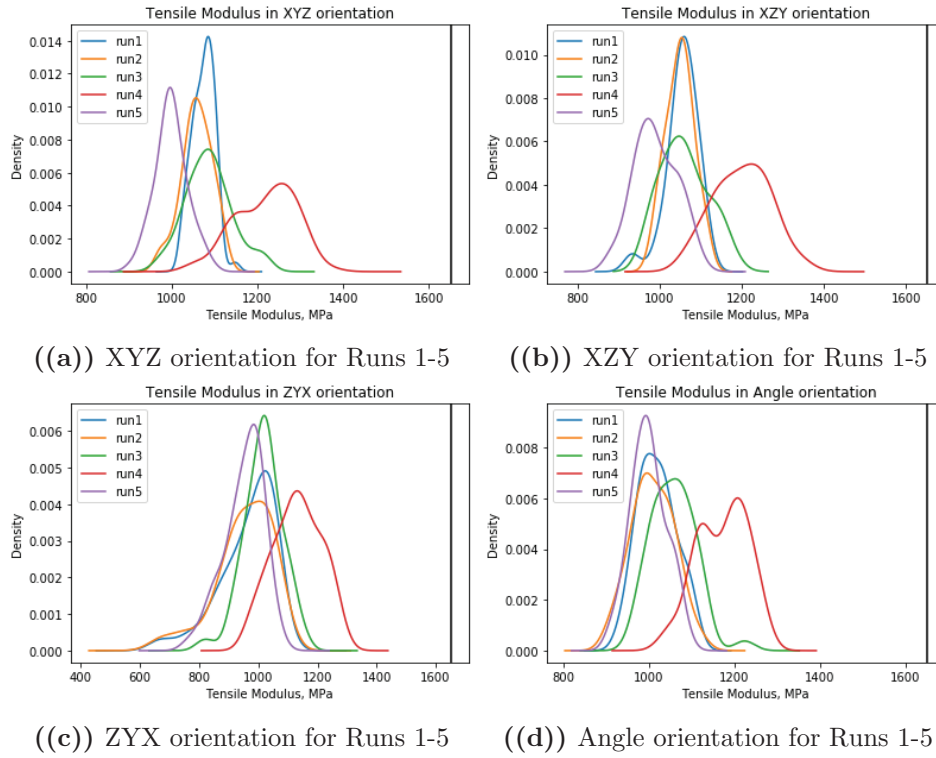 Tensile Modulus in XYZ orientation
run1
run2
run3
run4
run5
0.014
0.012
0.010
0.008
0.006
0.004
0.002
0.000
Density
800 1000 1200 1400 1600
Tensile Modulus, MPa
((a)) XYZ orientation for Runs 1-5
Tensile Modulus in XZY orientation
run1
run2
run3
run4
run5
0.010
0.008
0.006
0.004
0.002
0.000
Density
800 1000 1200 1400 1600
Tensile Modulus, MPa
((b)) XZY orientation for Runs 1-5
Tensile Modulus in ZYX orientation
run1
run2
run3
run4
run5
0.006
0.005
0.004
0.003
0.002
0.001
0.000
Density
400 600 800 1000 1200 1400 1600
Tensile Modulus, MPa
((c)) ZYX orientation for Runs 1-5
Tensile Modulus in Angle orientation
run1
run2
run3
run4
run5
0.008
0.006
0.004
0.002
0.000
Density
800 1000 1200 1400 1600
Tensile Modulus, MPa
((d)) Angle orientation for Runs 1-5